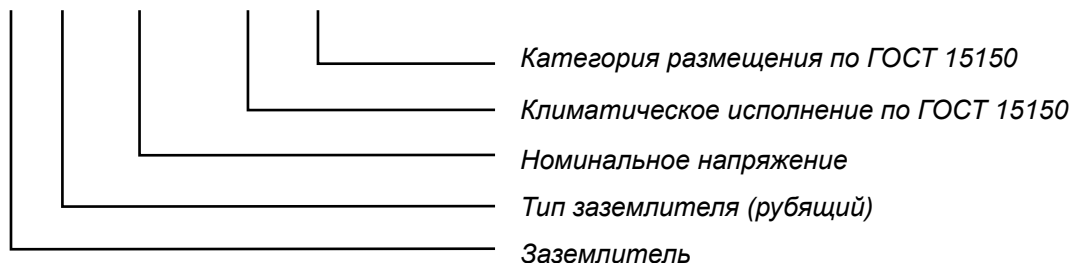 Категория размещения по ГОСТ 15150
Климатическое исполнение по ГОСТ 15150
Номинальное напряжение
Тип заземлителя (рубящий)
Заземлитель